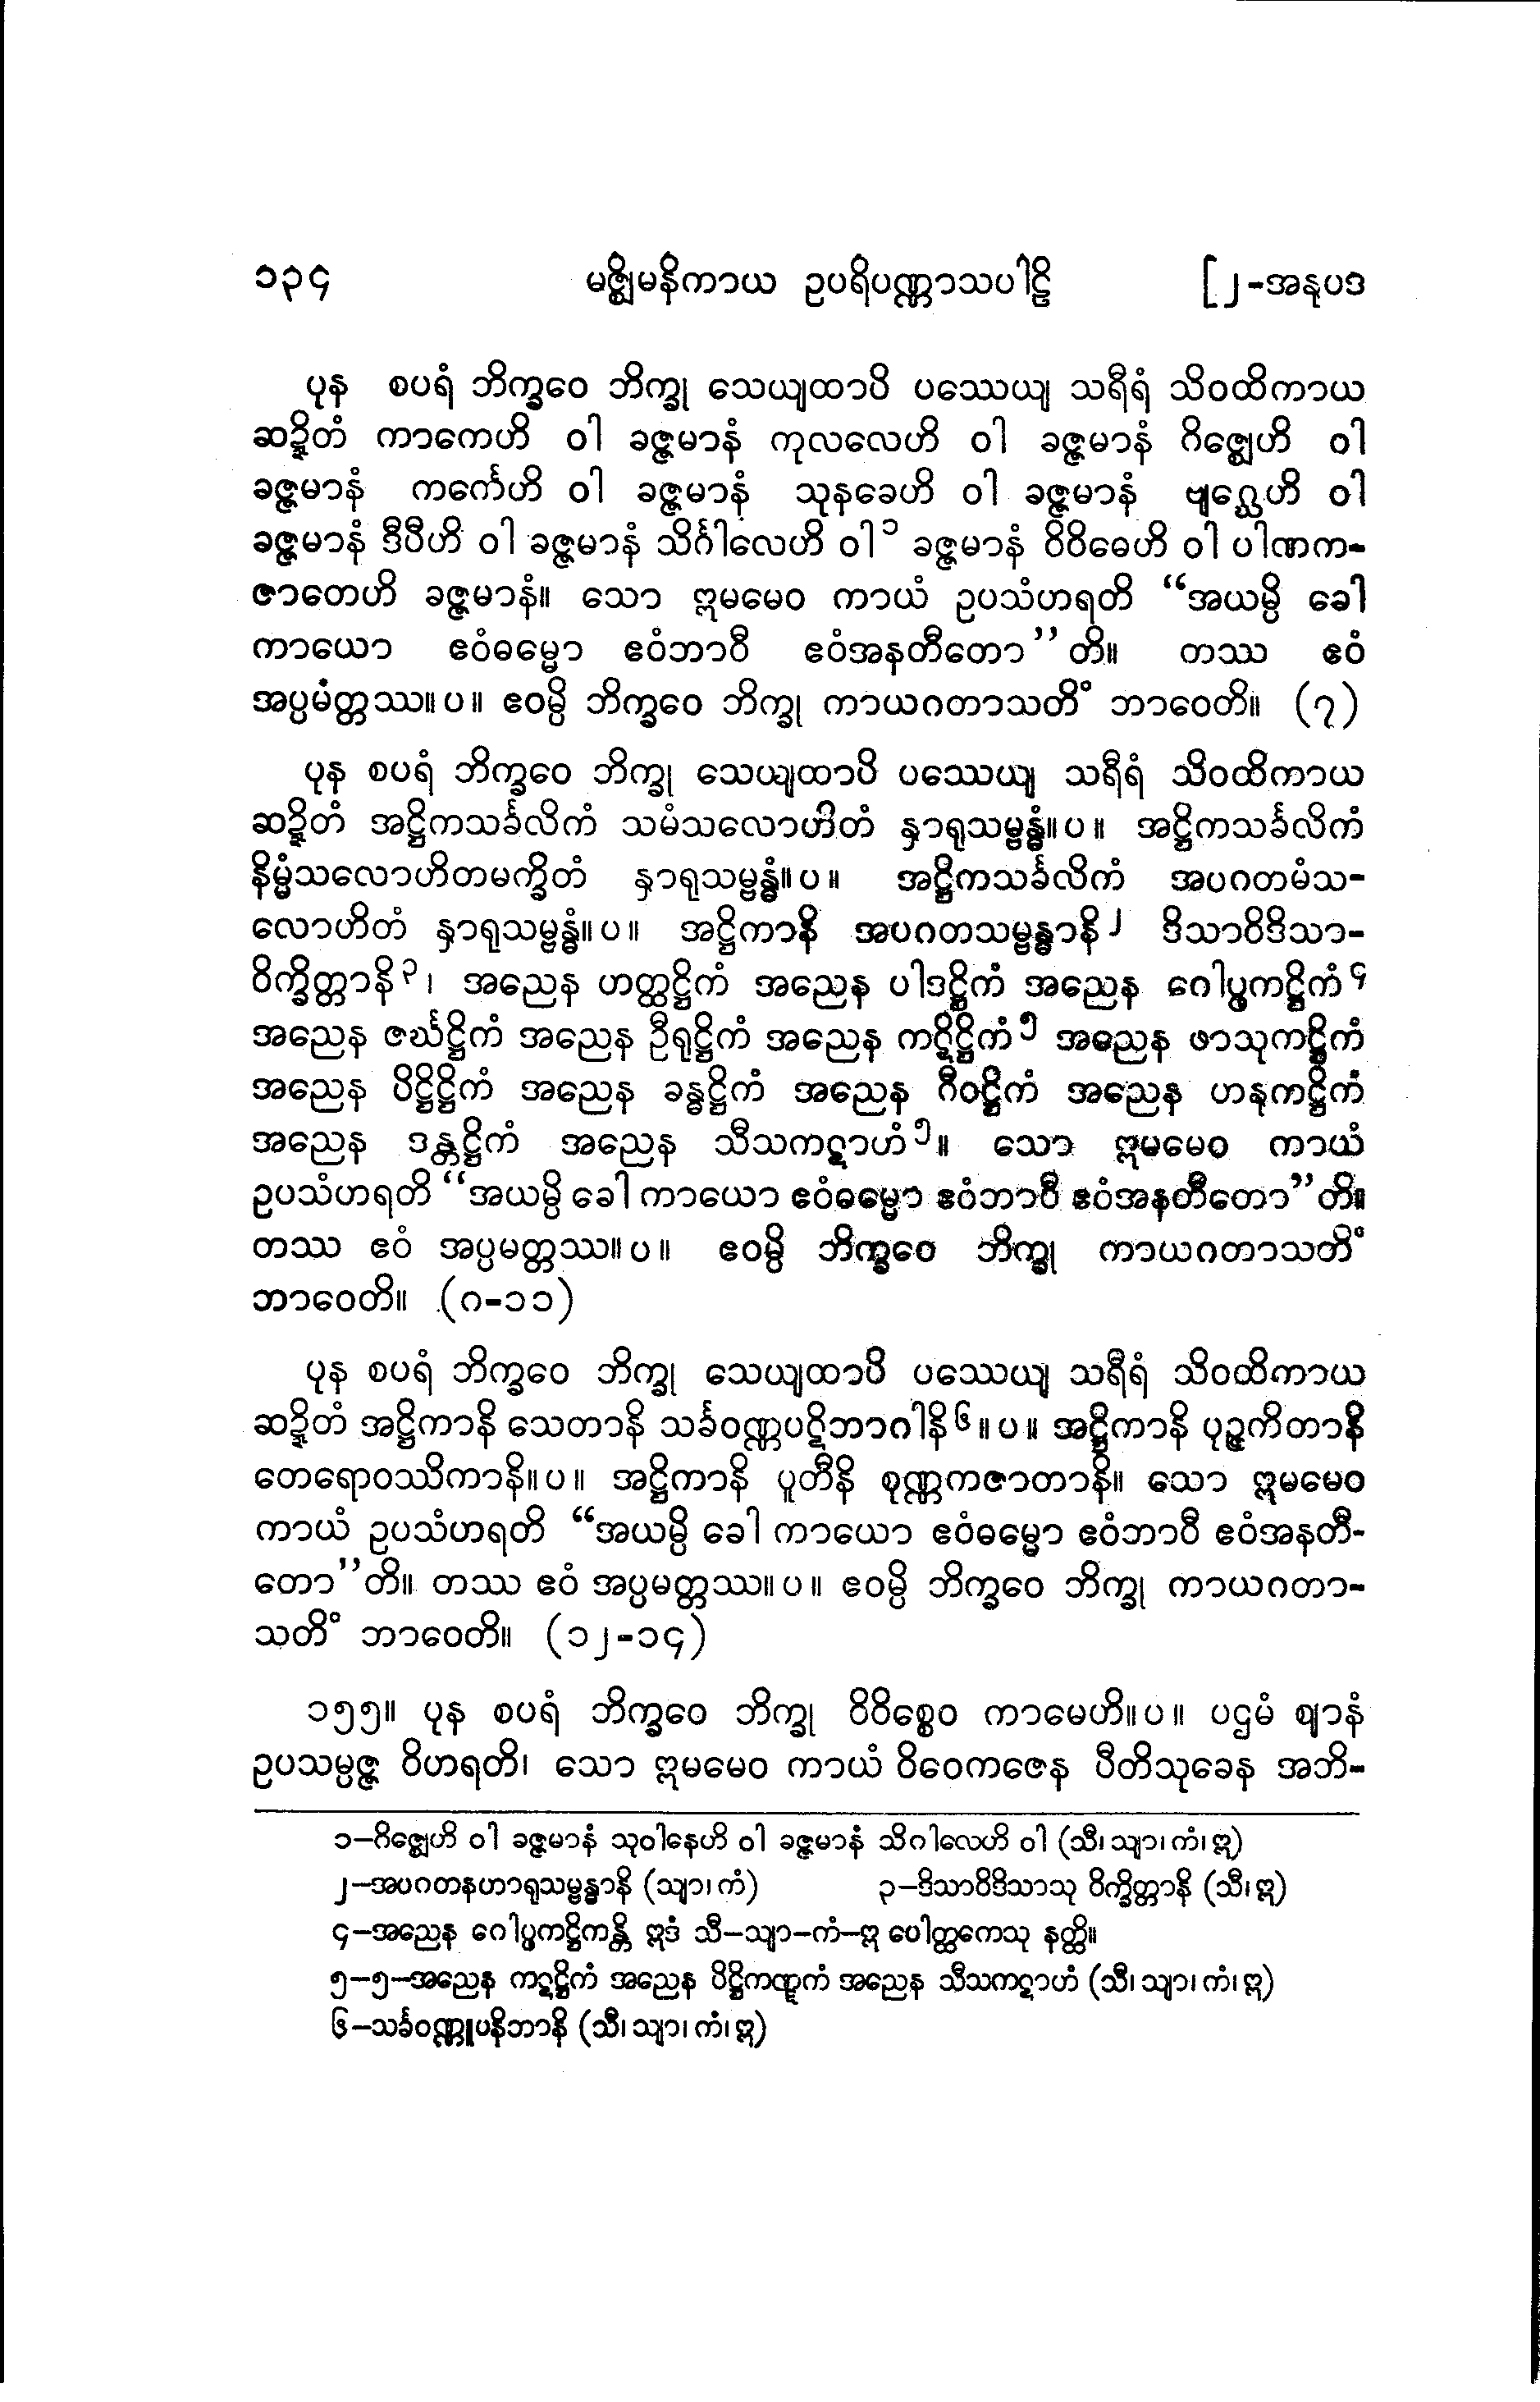 ၁၃၄ မဇ္ဈိမနိကာယ ဥပရိပဏ္ဏာသပါဠိ [၂-အနုပဒ
ပုန စပရံ ဘိက္ခဝေ ဘိက္ခု သေယျထာပိ ပဿေယျ သရီရံ သိဝထိကာယ
ဆဍ္ဍိတံ ကာကေဟိ ဝါ ခဇ္ဇမာနံ ကုလလေဟိ ဝါ ခဇ္ဇမာနံ ဂိဇ္ဈေဟိ ဝါ
ခဇ္ဇမာနံ ကင်္ကေဟိ ဝါ ခဇ္ဇမာနံ သုနခေဟိ ဝါ ခဇ္ဇမာနံ ဗျဂ္ဃေဟိ ဝါ
ခဇ္ဇမာနံ ဒီပီဟိ ဝါ ခဇ္ဇမာနံ သိင်္ဂါလေဟိ ဝါ၁ ခဇ္ဇမာနံ ဝိဝိဓေဟိ ဝါ ပါဏက-
ဇာတေဟိ ခဇ္ဇမာနံ။ သော ဣမမေဝ ကာယံ ဥပသံဟရတိ “အယမ္ပိ ခေါ
ကာယော ဧဝံဓမ္မော ဧဝံဘာဝီ ဧဝံအနတီတော”တိ။ တဿ ဧဝံ
အပ္ပမတ္တဿ။ပ။ ဧဝမ္ပိ ဘိက္ခဝေ ဘိက္ခု ကာယဂတာသတိံ ဘာဝေတိ။ (၇)
ပုန စပရံ ဘိက္ခဝေ ဘိက္ခု သေယျထာပိ ပဿေယျ သရီရံ သိဝထိကာယ
ဆဍ္ဍိတံ အဋ္ဌိကသင်္ခလိကံ သမံသလောဟိတံ နှာရုသမ္ဗန္ဓံ။ပ။ အဋ္ဌိကသင်္ခလိကံ
နိမ္မံသလောဟိတမက္ခိတံ နှာရုသမ္ဗန္ဓံ။ပ။ အဋ္ဌိကသင်္ခလိကံ အပဂတမံသ-
လောဟိတံ နှာရုသမ္ဗန္ဓံ။ပ။ အဋ္ဌိကာနိ အပဂတသမ္ဗန္ဓာနိ၂ ဒိသာဝိဒိသာ-
ဝိက္ခိတ္တာနိ၃၊ အညေန ဟတ္ထဋ္ဌိကံ အညေန ပါဒဋ္ဌိကံ အညေန ဂေါပ္ဖကဋ္ဌိကံ၄
အညေန ဇင်္ဃဋ္ဌိကံ အညေန ဦရုဋ္ဌိကံ အညေန ကဋိဋ္ဌိကံ၅ အညေန ဖာသုကဋ္ဌိကံ
အညေန ပိဋ္ဌိဋ္ဌိကံ အညေန ခန္ဓဋ္ဌိကံ အညေန ဂီဝဋ္ဌိကံ အညေန ဟနုကဋ္ဌိကံ
အညေန ဒန္တဋ္ဌိကံ အညေန သီသကဋာဟံ၅။ သော ဣမမေဝ ကာယံ
ဥပသံဟရတိ “အယမ္ပိ ခေါ ကာယော ဧဝံဓမ္မော ဧဝံဘာဝီ ဧဝံအနတီတော”တိ။
တဿ ဧဝံ အပ္ပမတ္တဿ။ပ။ ဧဝမ္ပိ ဘိက္ခဝေ ဘိက္ခု ကာယဂတာသတိံ
ဘာဝေတိ။ (၈-၁၁)
ပုန စပရံ ဘိက္ခဝေ ဘိက္ခု သေယျထာပိ ပဿေယျ သရီရံ သိဝထိကာယ
ဆဍ္ဍိတံ အဋ္ဌိကာနိ သေတာနိ သင်္ခဝဏ္ဏပဋိဘာဂါနိ၆။ပ။ အဋ္ဌိကာနိ ပုဉ္ဇကိတာနိ
တေရောဝဿိကာနိ။ပ။ အဋ္ဌိကာနိ ပူတီနိ စုဏ္ဏကဇာတာနိ။ သော ဣမမေဝ
ကာယံ ဥပသံဟရတိ “အယမ္ပိ ခေါ ကာယော ဧဝံဓမ္မော ဧဝံဘာဝီ ဧဝံအနတီ-
တော”တိ။ တဿ ဧဝံ အပ္ပမတ္တဿ။ပ။ ဧဝမ္ပိ ဘိက္ခဝေ ဘိက္ခု ကာယဂတာ-
သတိံ ဘာဝေတိ။ (၁၂-၁၄)
၁၅၅။ ပုန စပရံ ဘိက္ခဝေ ဘိက္ခု ဝိဝိစ္စေဝ ကာမေဟိ။ပ။ ပဌမံ ဈာနံ
ဥပသမ္ပဇ္ဇ ဝိဟရတိ၊ သော ဣမမေဝ ကာယံ ဝိဝေကဇေန ပီတိသုခေန အဘိ-
၁–ဂိဇ္ဈေဟိ ဝါ ခဇ္ဇမာနံ သုဝါနေဟိ ဝါ ခဇ္ဇမာနံ သိဂါလေဟိ ဝါ (သီ၊ သျာ၊ ကံ၊ ဣ)
၂–အပဂတနဟာရုသမ္ဗန္ဓာနိ (သျာ၊ ကံ) ၃–ဒိသာဝိဒိသာသု ဝိက္ခိတ္တာနိ (သီ၊ ဣ)
၄–အညေန ဂေါပ္ဖကဋ္ဌိကန္တိ ဣဒံ သီ–သျာ–ကံ–ဣ ပေါတ္ထကေသု နတ္ထိ။
၅–၅–အညေန ကဋဋ္ဌိကံ အညေန ပိဋ္ဌိကဏ္ဋကံ အညေန သီသကဋာဟံ (သီ၊ သျာ၊ ကံ၊ ဣ)
၆–သင်္ခဝဏ္ဏူပနိဘာနိ (သီ၊ သျာ၊ ကံ၊ ဣ)